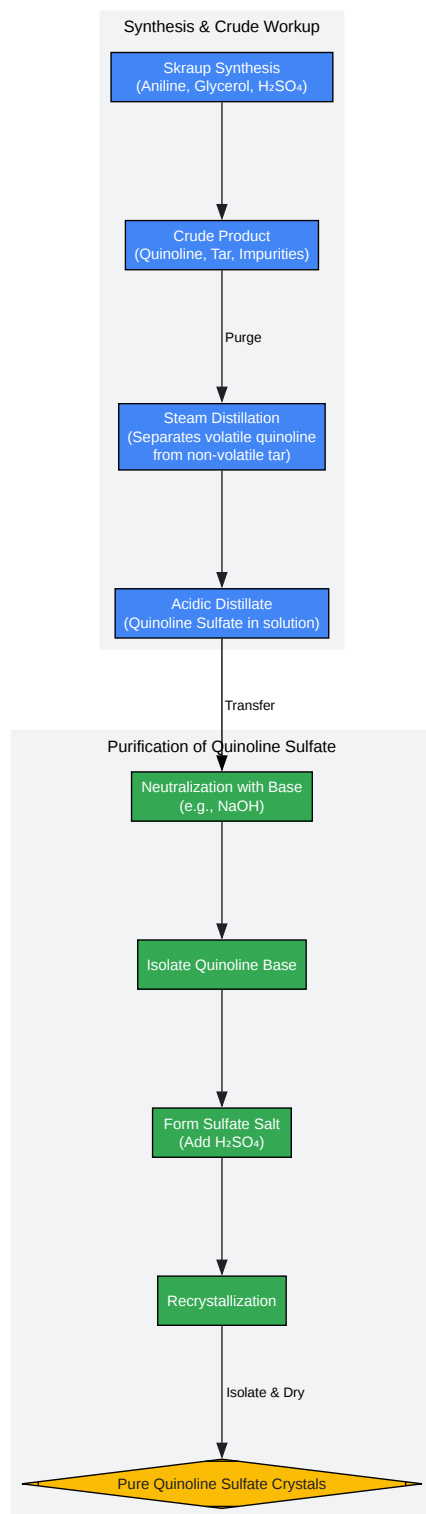 Synthesis & Crude Workup
Skraup Synthesis
(Aniline, Glycerol, H₂SO₄)
Crude Product
(Quinoline, Tar, Impurities)
Purge
Steam Distillation
(Separates volatile quinoline
from non-volatile tar)
Acidic Distillate
(Quinoline Sulfate in solution)
Transfer
Purification of Quinoline Sulfate
Neutralization with Base
(e.g., NaOH)
Isolate Quinoline Base
Form Sulfate Salt
(Add H₂SO₄)
Recrystallization
Isolate & Dry
Pure Quinoline Sulfate Crystals